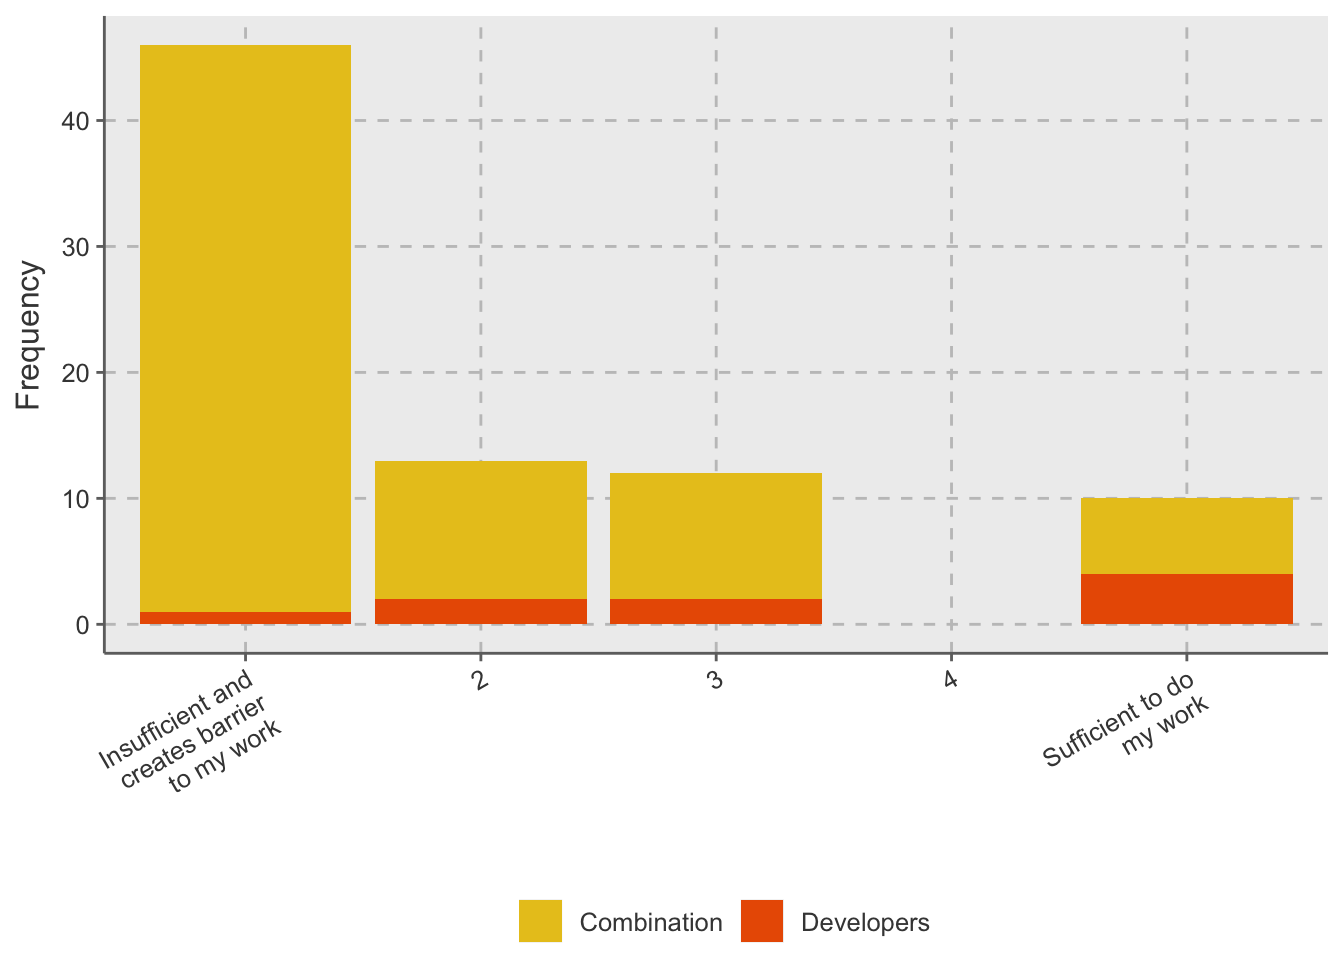 Frequency
40
30
20
10
0
Insufficient and
creates barrier
to my work
2
3
4
Sufficient to do
my work
Combination
Developers